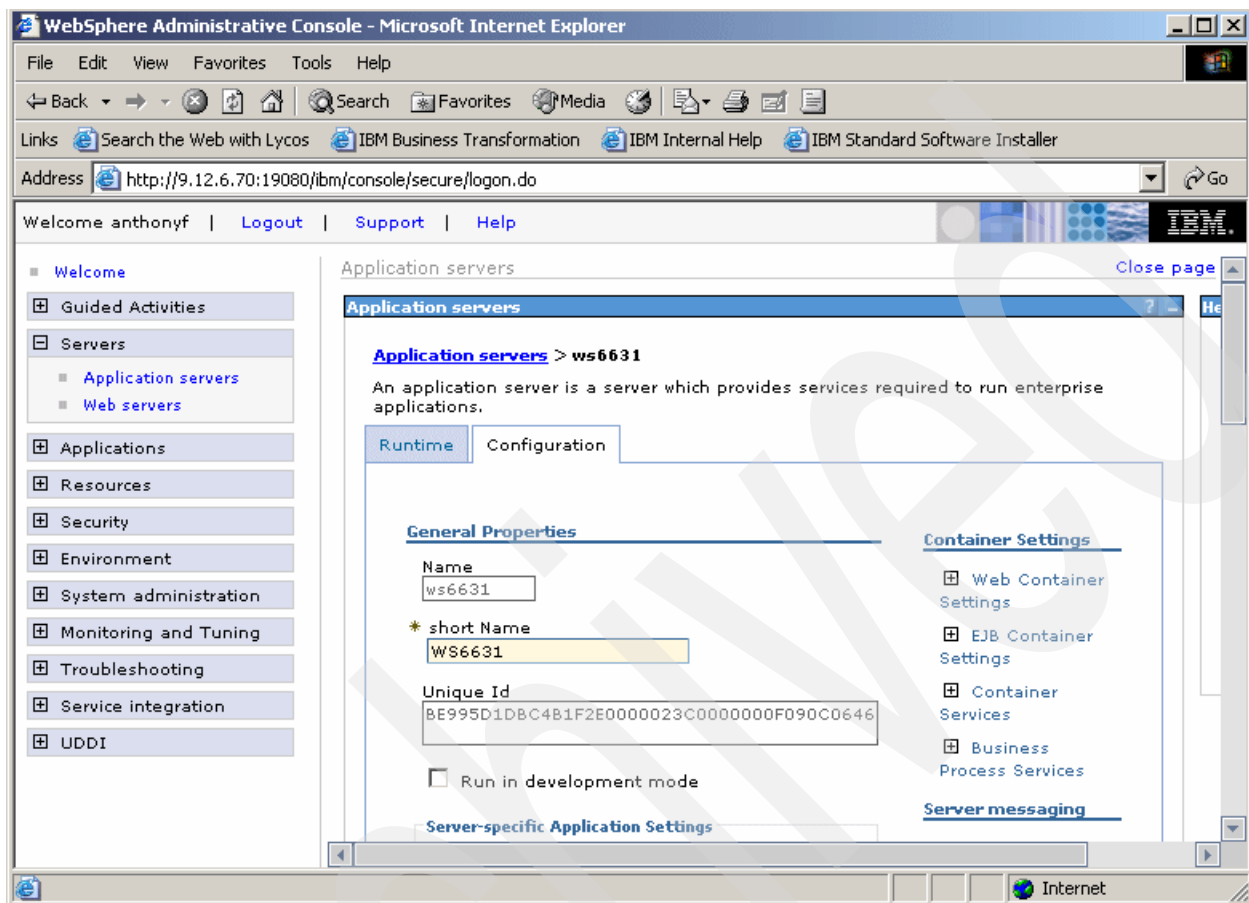 WebSphere Administrative Console - Microsoft Internet Explorer
File Edit View Favorites Tools Help
Back Search Favorites Media
Links Search the Web with Lycos IBM Business Transformation IBM Internal Help IBM Standard Software Installer
Address http://9.12.6.70:19080/ibm/console/secure/logon.do Go
Welcome anthonyf | Logout | Support | Help IBM.
Welcome
Guided Activities
Servers
Application servers
Web servers
Applications
Resources
Security
Environment
System administration
Monitoring and Tuning
Troubleshooting
Service integration
UDDI
Application servers Close page
Application servers ? He
Application servers > ws6631
An application server is a server which provides services required to run enterprise
applications.
Runtime Configuration
General Properties
Name
ws6631
* short Name
WS6631
Unique Id
BE995D1DBC4B1F2E0000023C0000000F090C0646
Run in development mode
Server-specific Application Settings
Container Settings
Web Container
Settings
EJB Container
Settings
Container
Services
Business
Process Services
Server messaging
Internet